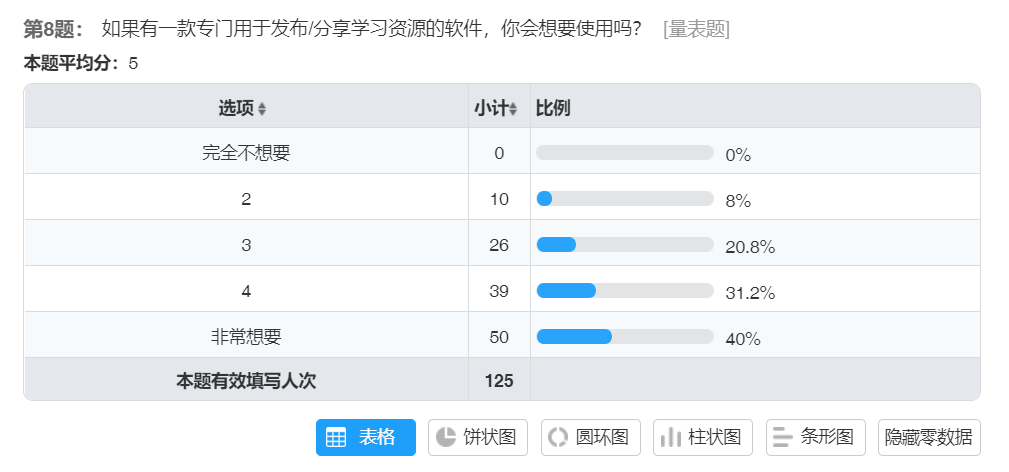 第8题： 如果有一款专门用于发布/分享学习资源的软件，你会想要使用吗？ [量表题]
本题平均分：5
选项 小计 比例
完全不想要 0 0%
2 10 8%
3 26 20.8%
4 39 31.2%
非常想要 50 40%
本题有效填写人次 125
表格 饼状图 圆环图 柱状图 条形图 隐藏零数据